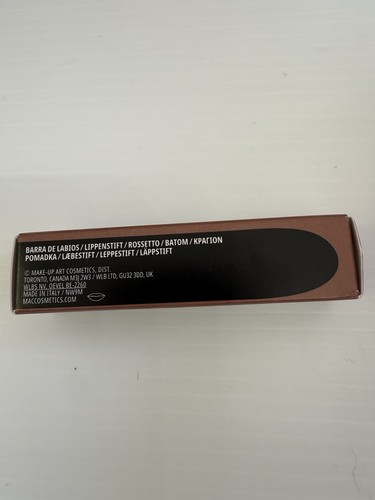 BARRA DE LABIOS / LIPPENSTIFT / ROSSETTO / BATOM / ΚΡΑΓΙΟΝ
POMADKA / LÆBESTIFT / LEPPESTIFT / LÄPPSTIFT
© MAKE-UP ART COSMETICS, DIST.
TORONTO, CANADA M3J 2W3 / WLB LTD, GU32 3DD, UK
WLBS NV, OEVEL BE-2260
MADE IN ITALY / NW9M
MACCOSMETICS.COM